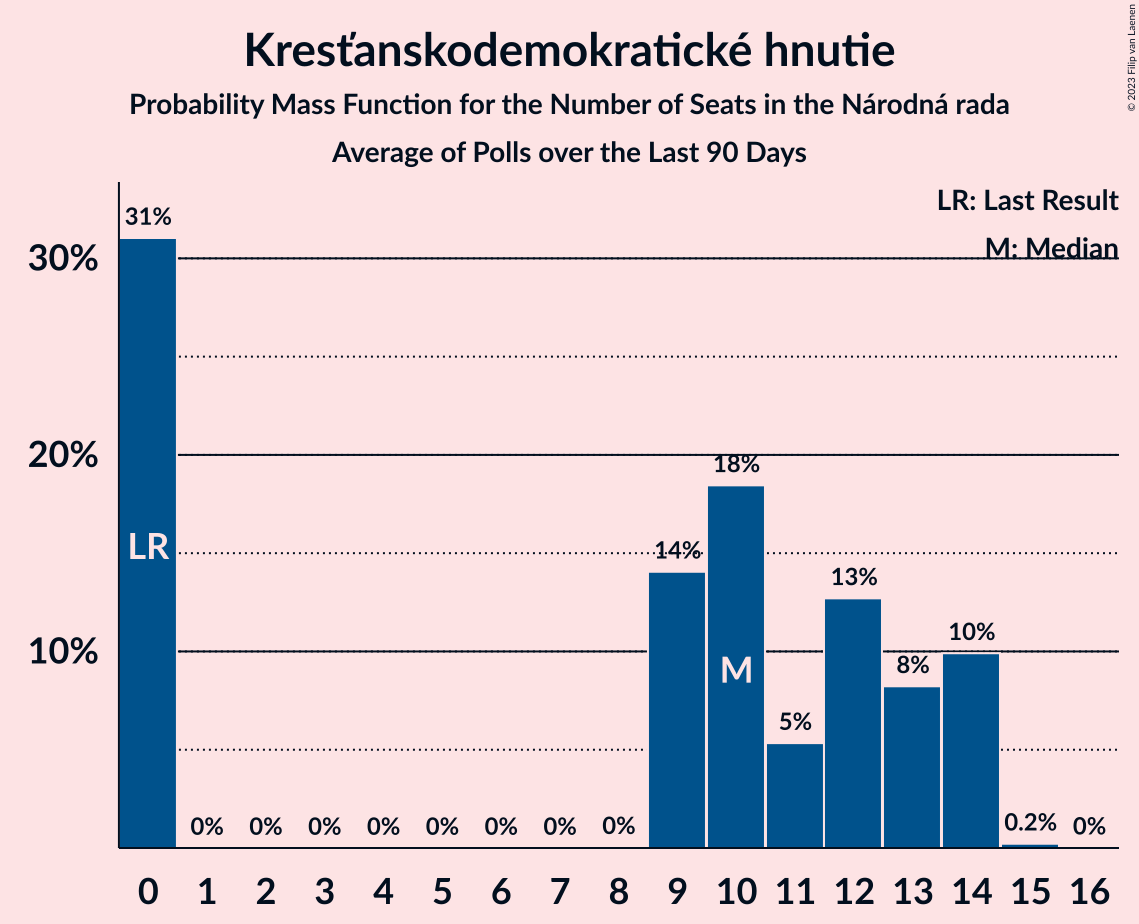 Kresťanskodemokratické hnutie
Probability Mass Function for the Number of Seats in the Národná rada
Average of Polls over the Last 90 Days
© 2023 Filip van Laenen
LR: Last Result
M: Median
30%
20%
10%
31%
0%
0%
0%
0%
0%
0%
0%
0%
14%
18%
5%
13%
8%
10%
0.2%
0%
LR
M
0 1 2 3 4 5 6 7 8 9 10 11 12 13 14 15 16